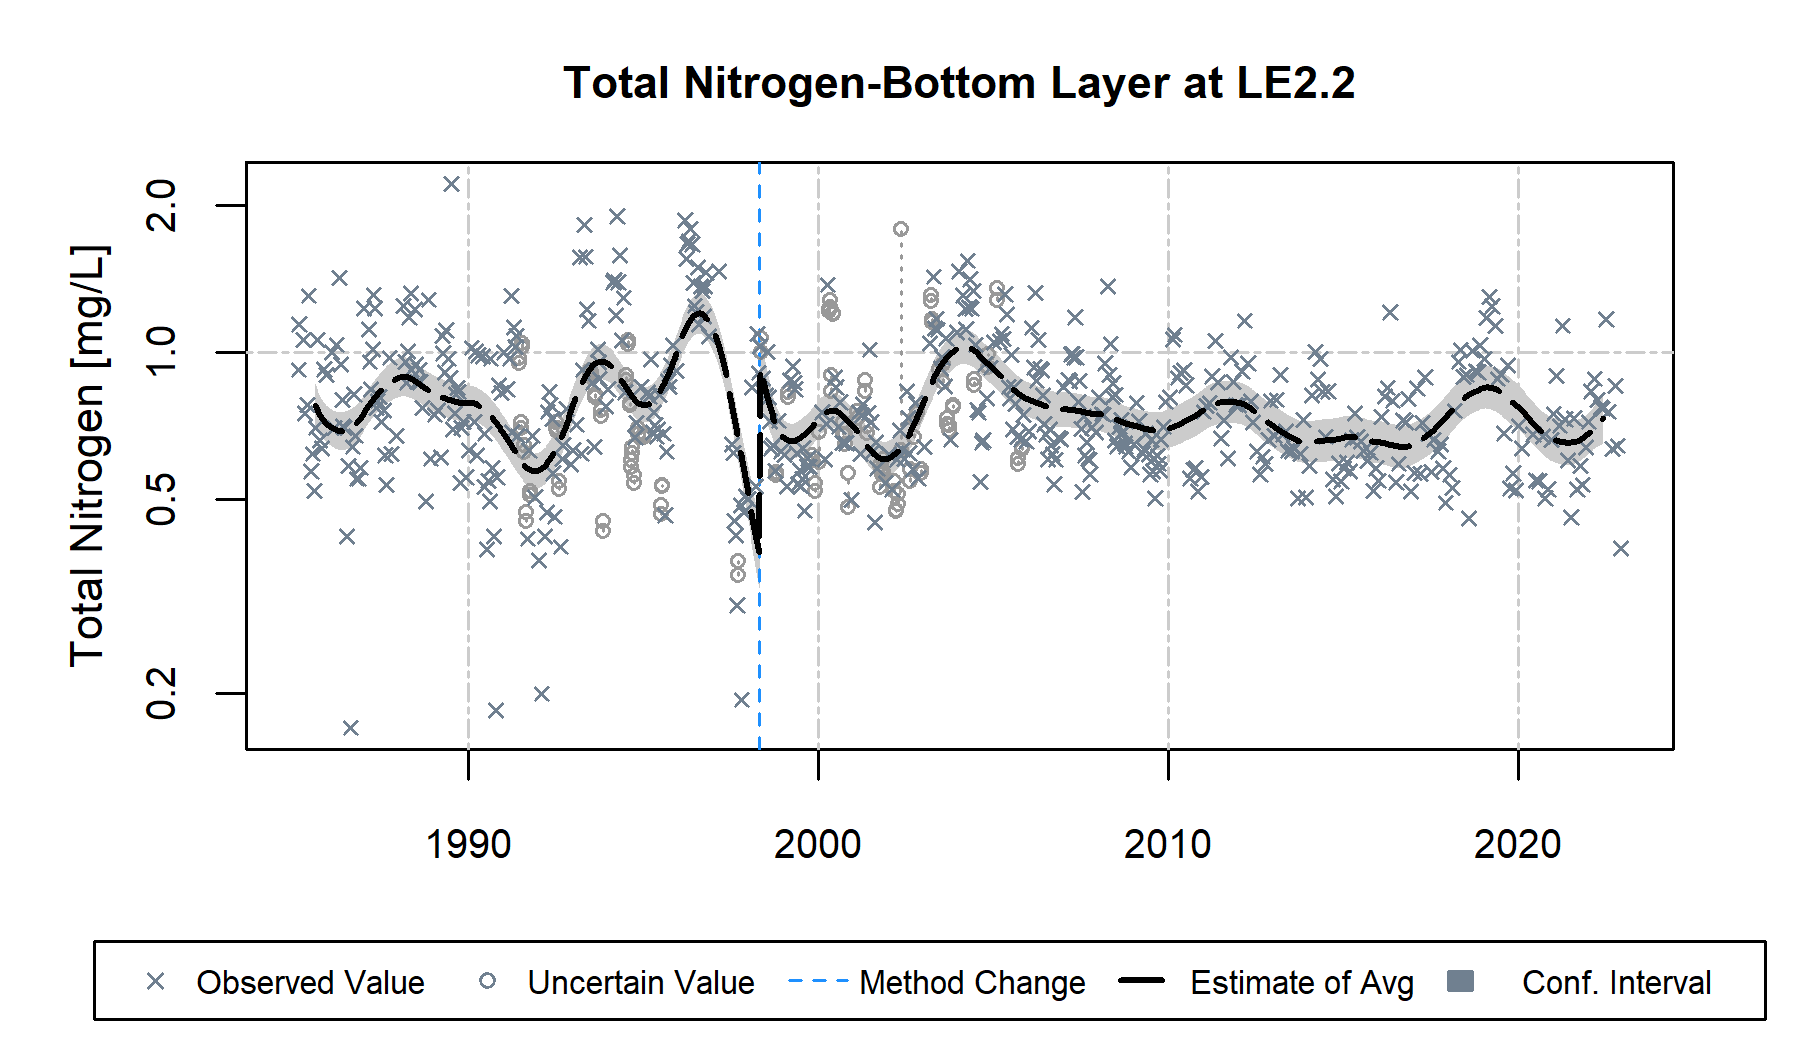 Total Nitrogen-Bottom Layer at LE2.2
Total Nitrogen [mg/L]
2.0
1.0
0.5
0.2
1990 2000 2010 2020
Observed Value Uncertain Value Method Change Estimate of Avg Conf. Interval